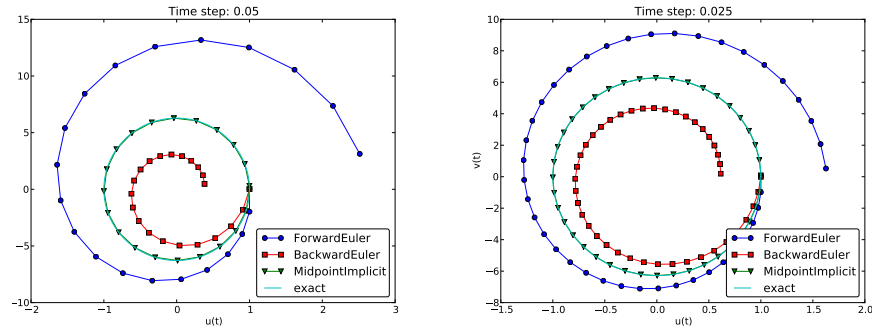 Time step: 0.05
15
10
5
0
−5
−10
−2
−1
0
1
2
3
u(t)
ForwardEuler
BackwardEuler
MidpointImplicit
exact
Time step: 0.025
10
8
6
4
2
0
−2
−4
−6
−8
v(t)
−1.5
−1.0
−0.5
0.0
0.5
1.0
1.5
2.0
u(t)
ForwardEuler
BackwardEuler
MidpointImplicit
exact